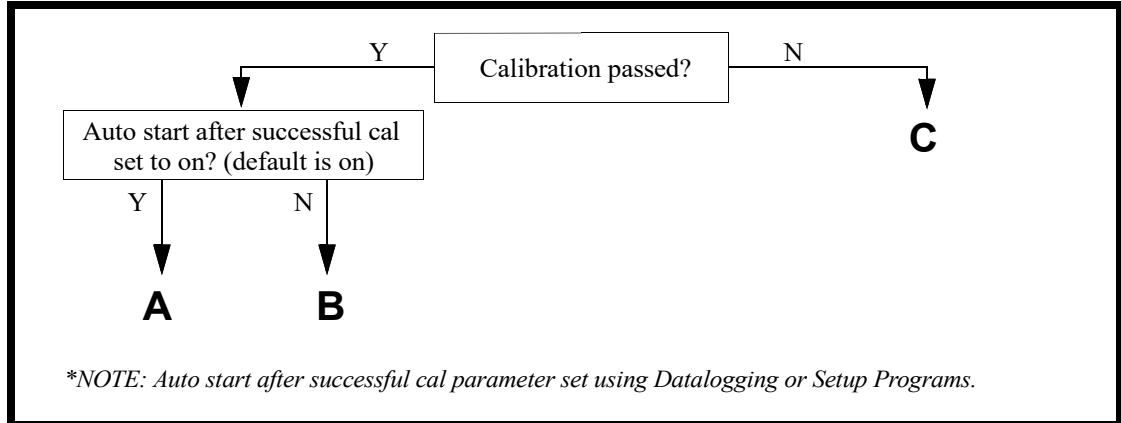 Y
Calibration passed?
N
Auto start after successful cal
set to on? (default is on)
C
Y
N
A
B
*NOTE: Auto start after successful cal parameter set using Datalogging or Setup Programs.